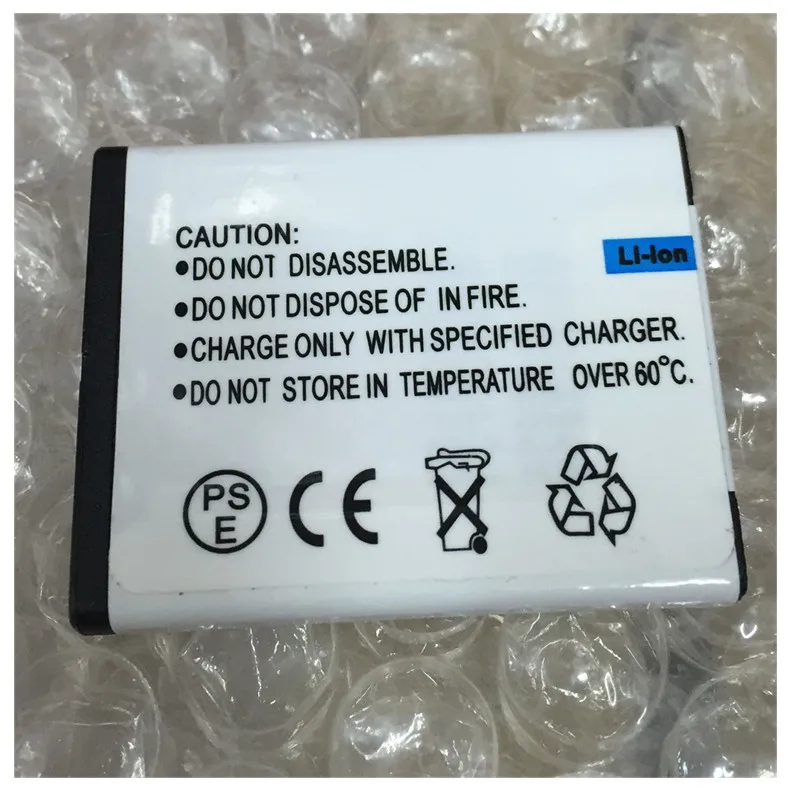 CAUTION:
•DO NOT DISASSEMBLE.
•DO NOT DISPOSE OF IN FIRE.
•CHARGE ONLY WITH SPECIFIED CHARGER.
•DO NOT STORE IN TEMPERATURE OVER 60°C.
Li-ion
PS
E
CE